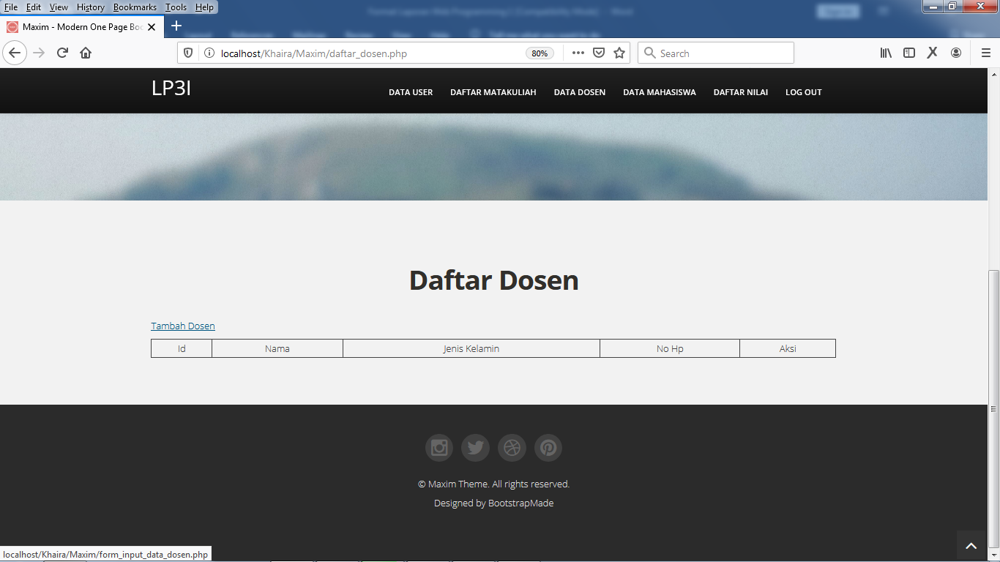 File Edit View History Bookmarks Tools Help
Maxim - Modern One Page Boo
localhost/Khaira/Maxim/daftar_dosen.php 80% Search
LP3I DATA USER DAFTAR MATAKULIAH DATA DOSEN DATA MAHASISWA DAFTAR NILAI LOG OUT
Daftar Dosen
Tambah Dosen
Id Nama Jenis Kelamin No Hp Aksi
© Maxim Theme. All rights reserved.
Designed by BootstrapMade
localhost/Khaira/Maxim/form_input_data_dosen.php